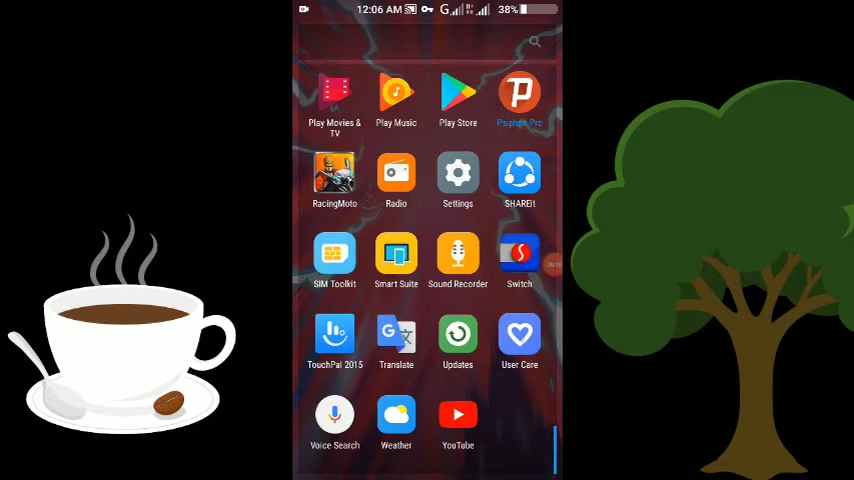 12:06 AM G 38%
Play Movies & TV Play Music Play Store Psiphon Pro
RacingMoto Radio Settings SHAREit
SIM Toolkit Smart Suite Sound Recorder Switch
TouchPal 2015 Translate Updates User Care
Voice Search Weather YouTube